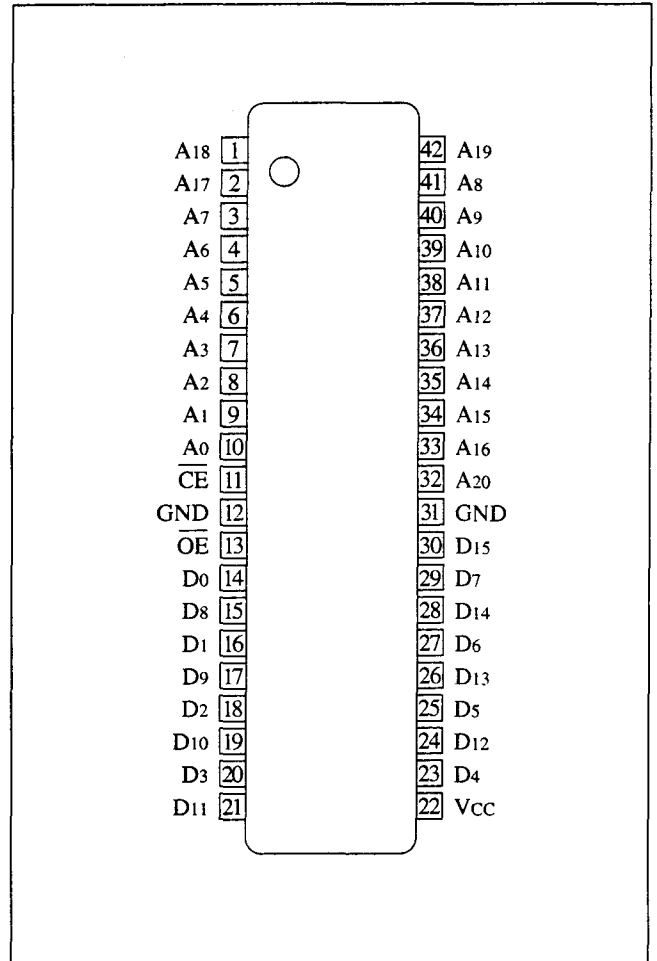 A18 1 42 A19
A17 2 41 A8
A7 3 40 A9
A6 4 39 A10
A5 5 38 A11
A4 6 37 A12
A3 7 36 A13
A2 8 35 A14
A1 9 34 A15
A0 10 33 A16
C̅E̅ 11 32 A20
GND 12 31 GND
O̅E̅ 13 30 D15
D0 14 29 D7
D8 15 28 D14
D1 16 27 D6
D9 17 26 D13
D2 18 25 D5
D10 19 24 D12
D3 20 23 D4
D11 21 22 VCC